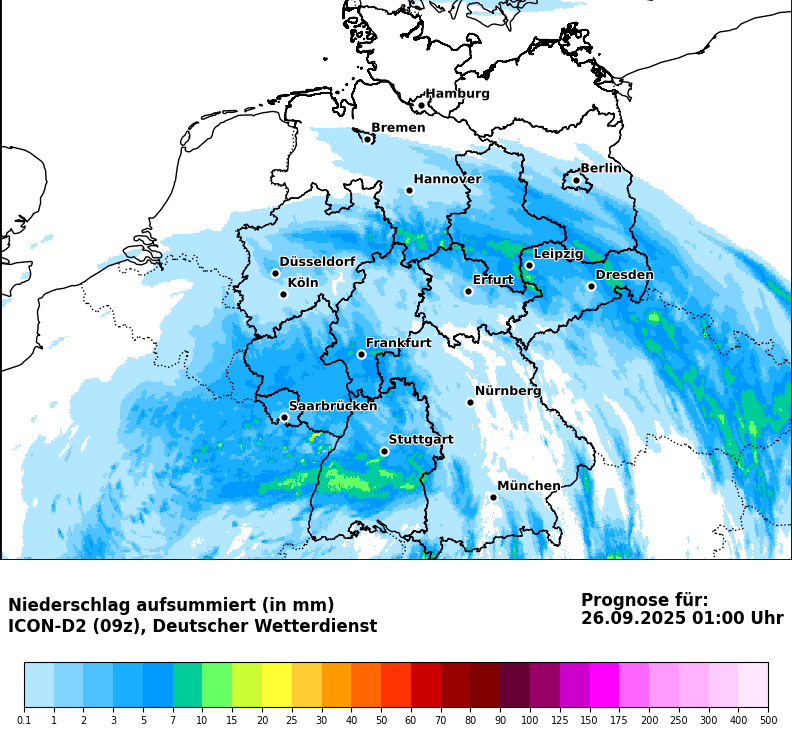 Hamburg
Bremen
Berlin
Hannover
Leipzig
Düsseldorf
Dresden
Köln
Erfurt
Frankfurt
Nürnberg
Saarbrücken
Stuttgart
München
Niederschlag aufsummiert (in mm)
ICON-D2 (09z), Deutscher Wetterdienst
Prognose für:
26.09.2025 01:00 Uhr
0.1 1 2 3 5 7 10 15 20 25 30 40 50 60 70 80 90 100 125 150 175 200 250 300 400 500